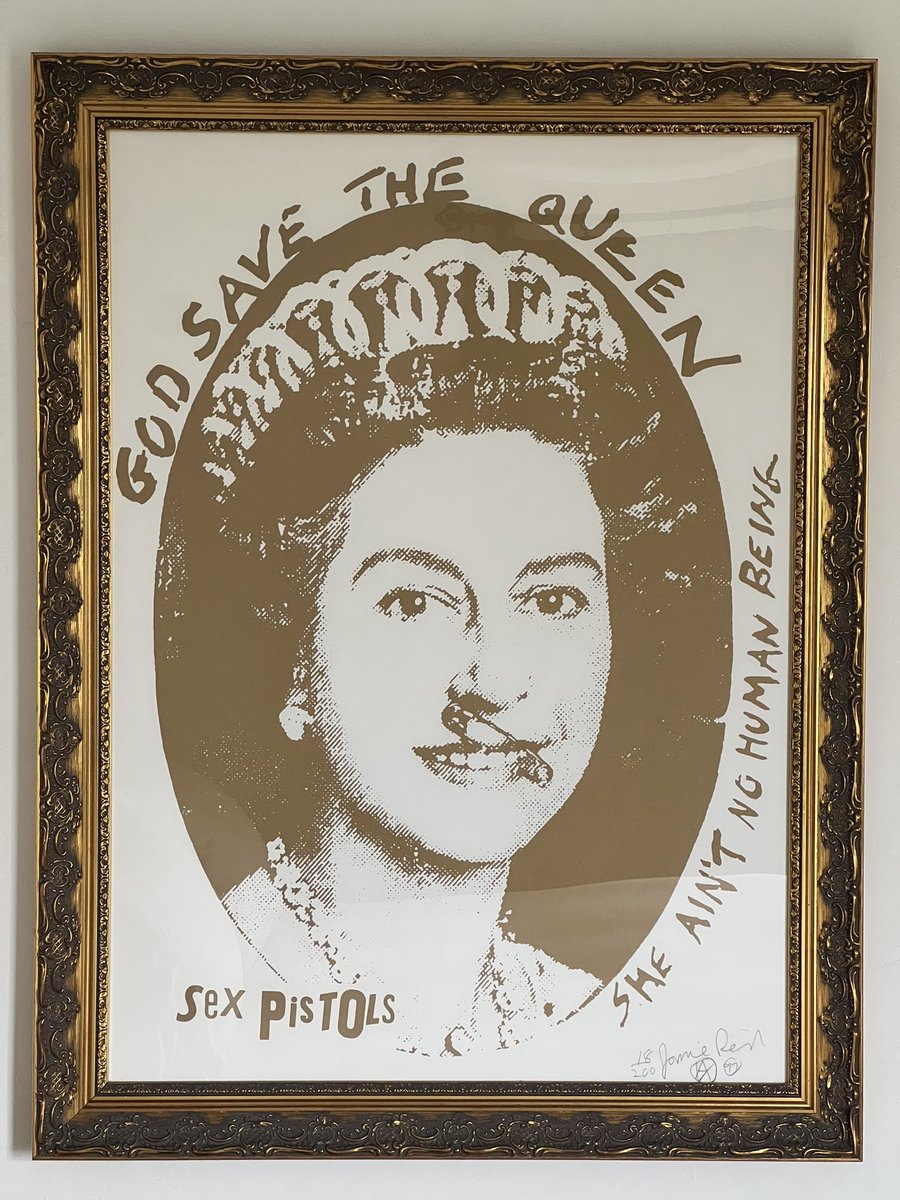 GOD SAVE THE QUEEN
SHE AIN'T NO HUMAN BEING
SeX PiSTOLS
18/200 Jamie Reid